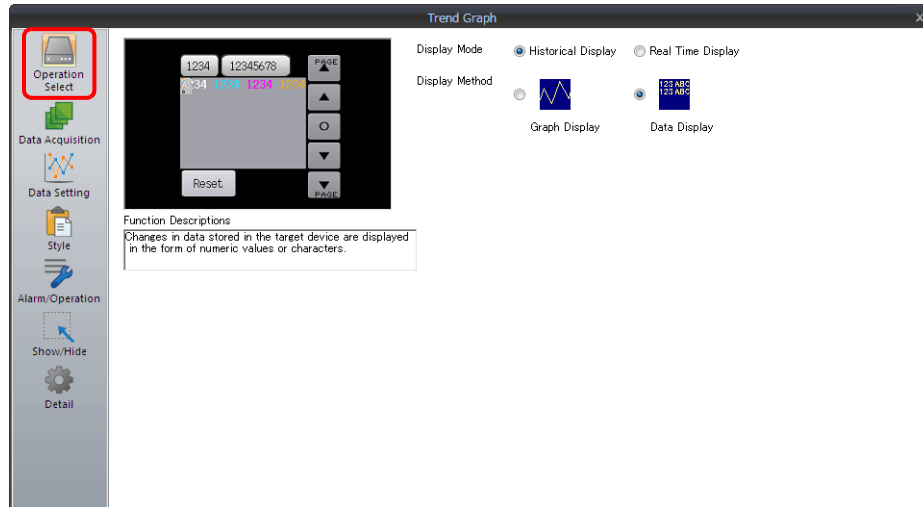 Trend Graph
x
Operation
Select
Data Acquisition
Data Setting
Style
Alarm/Operation
Show/Hide
Detail
1234 12345678 PAGE
1234 1234 1234 1234
O
Reset
PAGE
Function Descriptions
Changes in data stored in the target device are displayed
in the form of numeric values or characters.
Display Mode Historical Display Real Time Display
Display Method
123 ABC
123 ABC
Graph Display Data Display